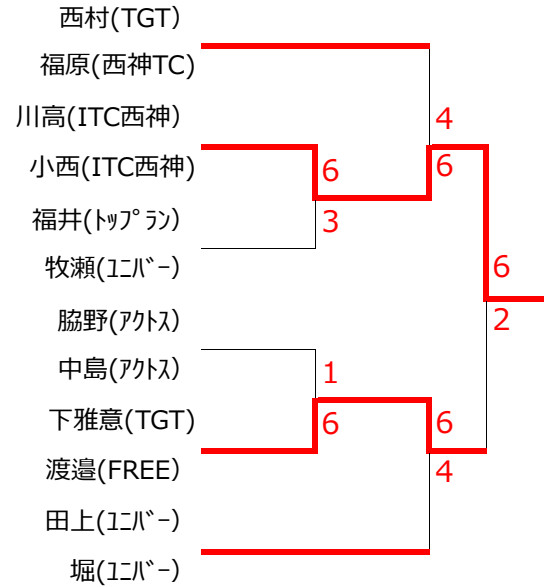 西村(TGT）
福原(西神TC)
4
川高(ITC西神）
6
小西(ITC西神)
6
福井(ﾄｯﾌﾟﾗﾝ)
3
牧瀬(ﾕﾆﾊﾞｰ)
6
2
脇野(ｱｸﾄｽ)
中島(ｱｸﾄｽ)
1
下雅意(TGT)
6
6
渡邉(FREE）
4
田上(ﾕﾆﾊﾞｰ)
堀(ﾕﾆﾊﾞｰ)